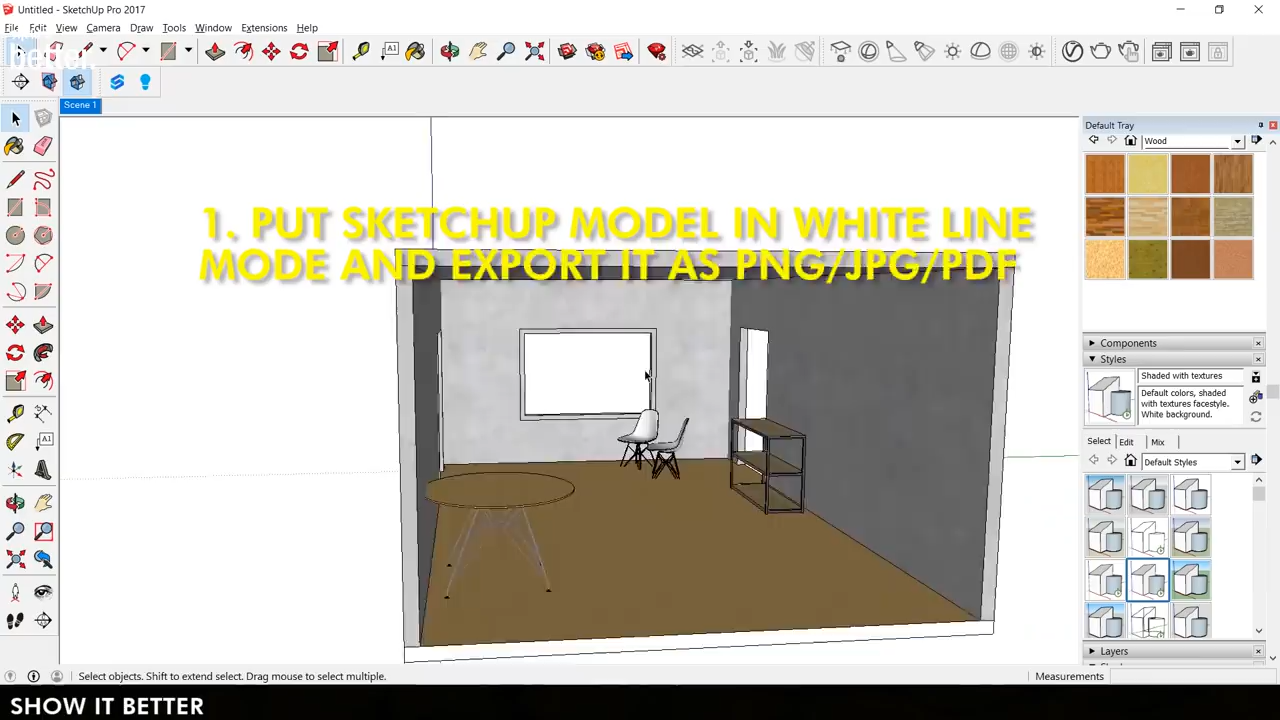 Untitled - SketchUp Pro 2017
File Edit View Camera Draw Tools Window Extensions Help
Scene 1
Default Tray
Wood
1. PUT SKETCHUP MODEL IN WHITE LINE
MODE AND EXPORT IT AS PNG/JPG/PDF
Components
Styles
Shaded with textures
Default colors, shaded
with textures facestyle.
White background.
Select Edit Mix
Default Styles
Layers
Select objects. Shift to extend select. Drag mouse to select multiple.
Measurements
SHOW IT BETTER